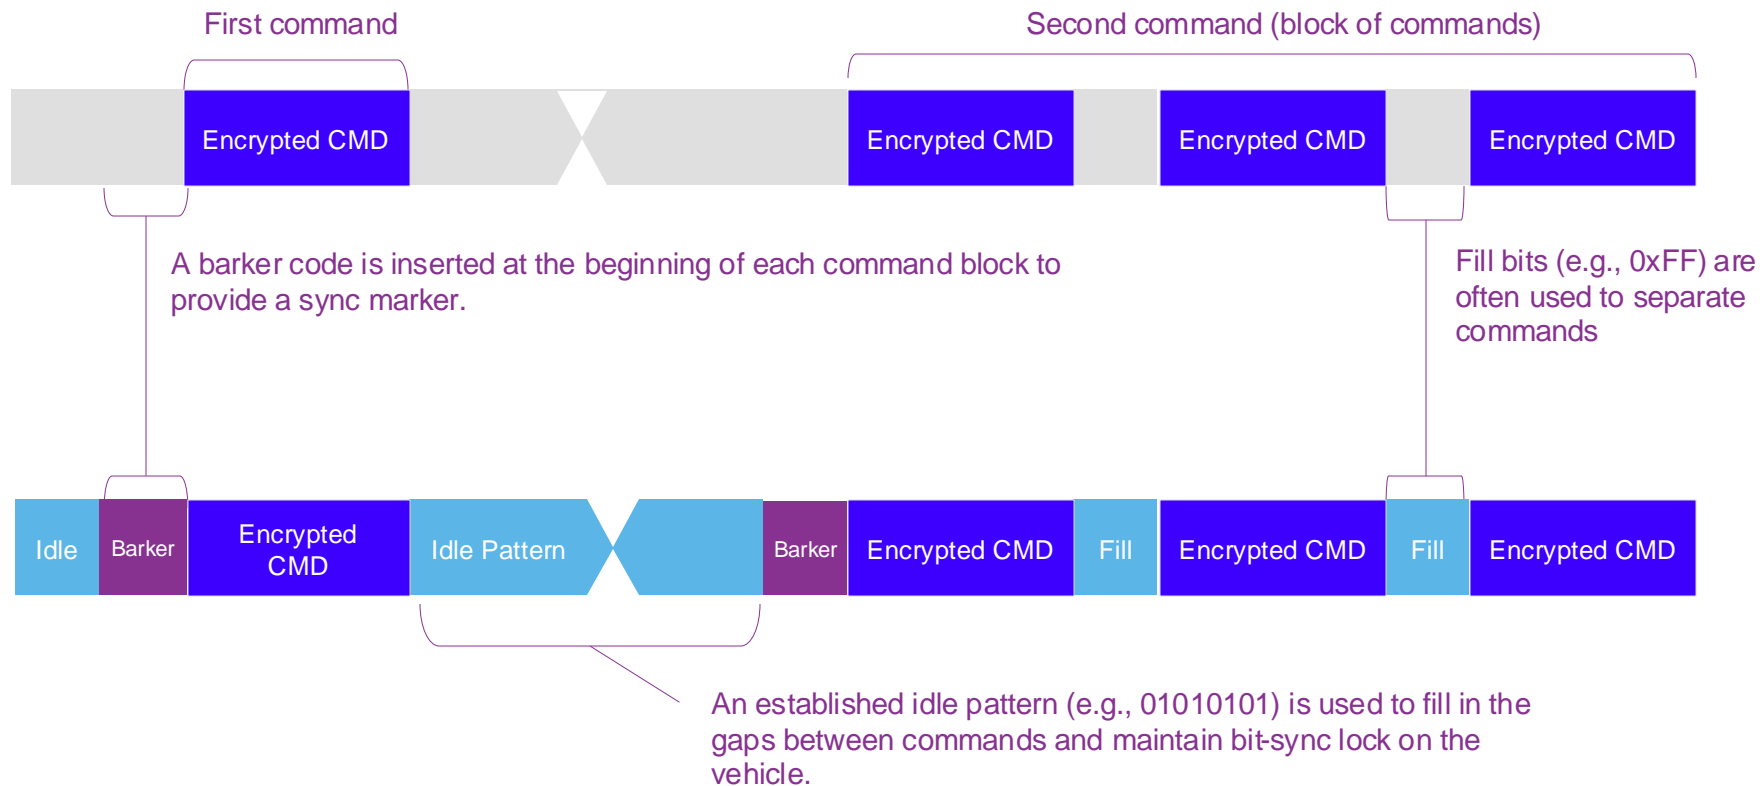 First command
Second command (block of commands)
Encrypted CMD
Encrypted CMD
Encrypted CMD
Encrypted CMD
A barker code is inserted at the beginning of each command block to
provide a sync marker.
Fill bits (e.g., 0xFF) are
often used to separate
commands
Idle
Barker
Encrypted
CMD
Idle Pattern
Barker
Encrypted CMD
Fill
Encrypted CMD
Fill
Encrypted CMD
An established idle pattern (e.g., 01010101) is used to fill in the
gaps between commands and maintain bit-sync lock on the
vehicle.